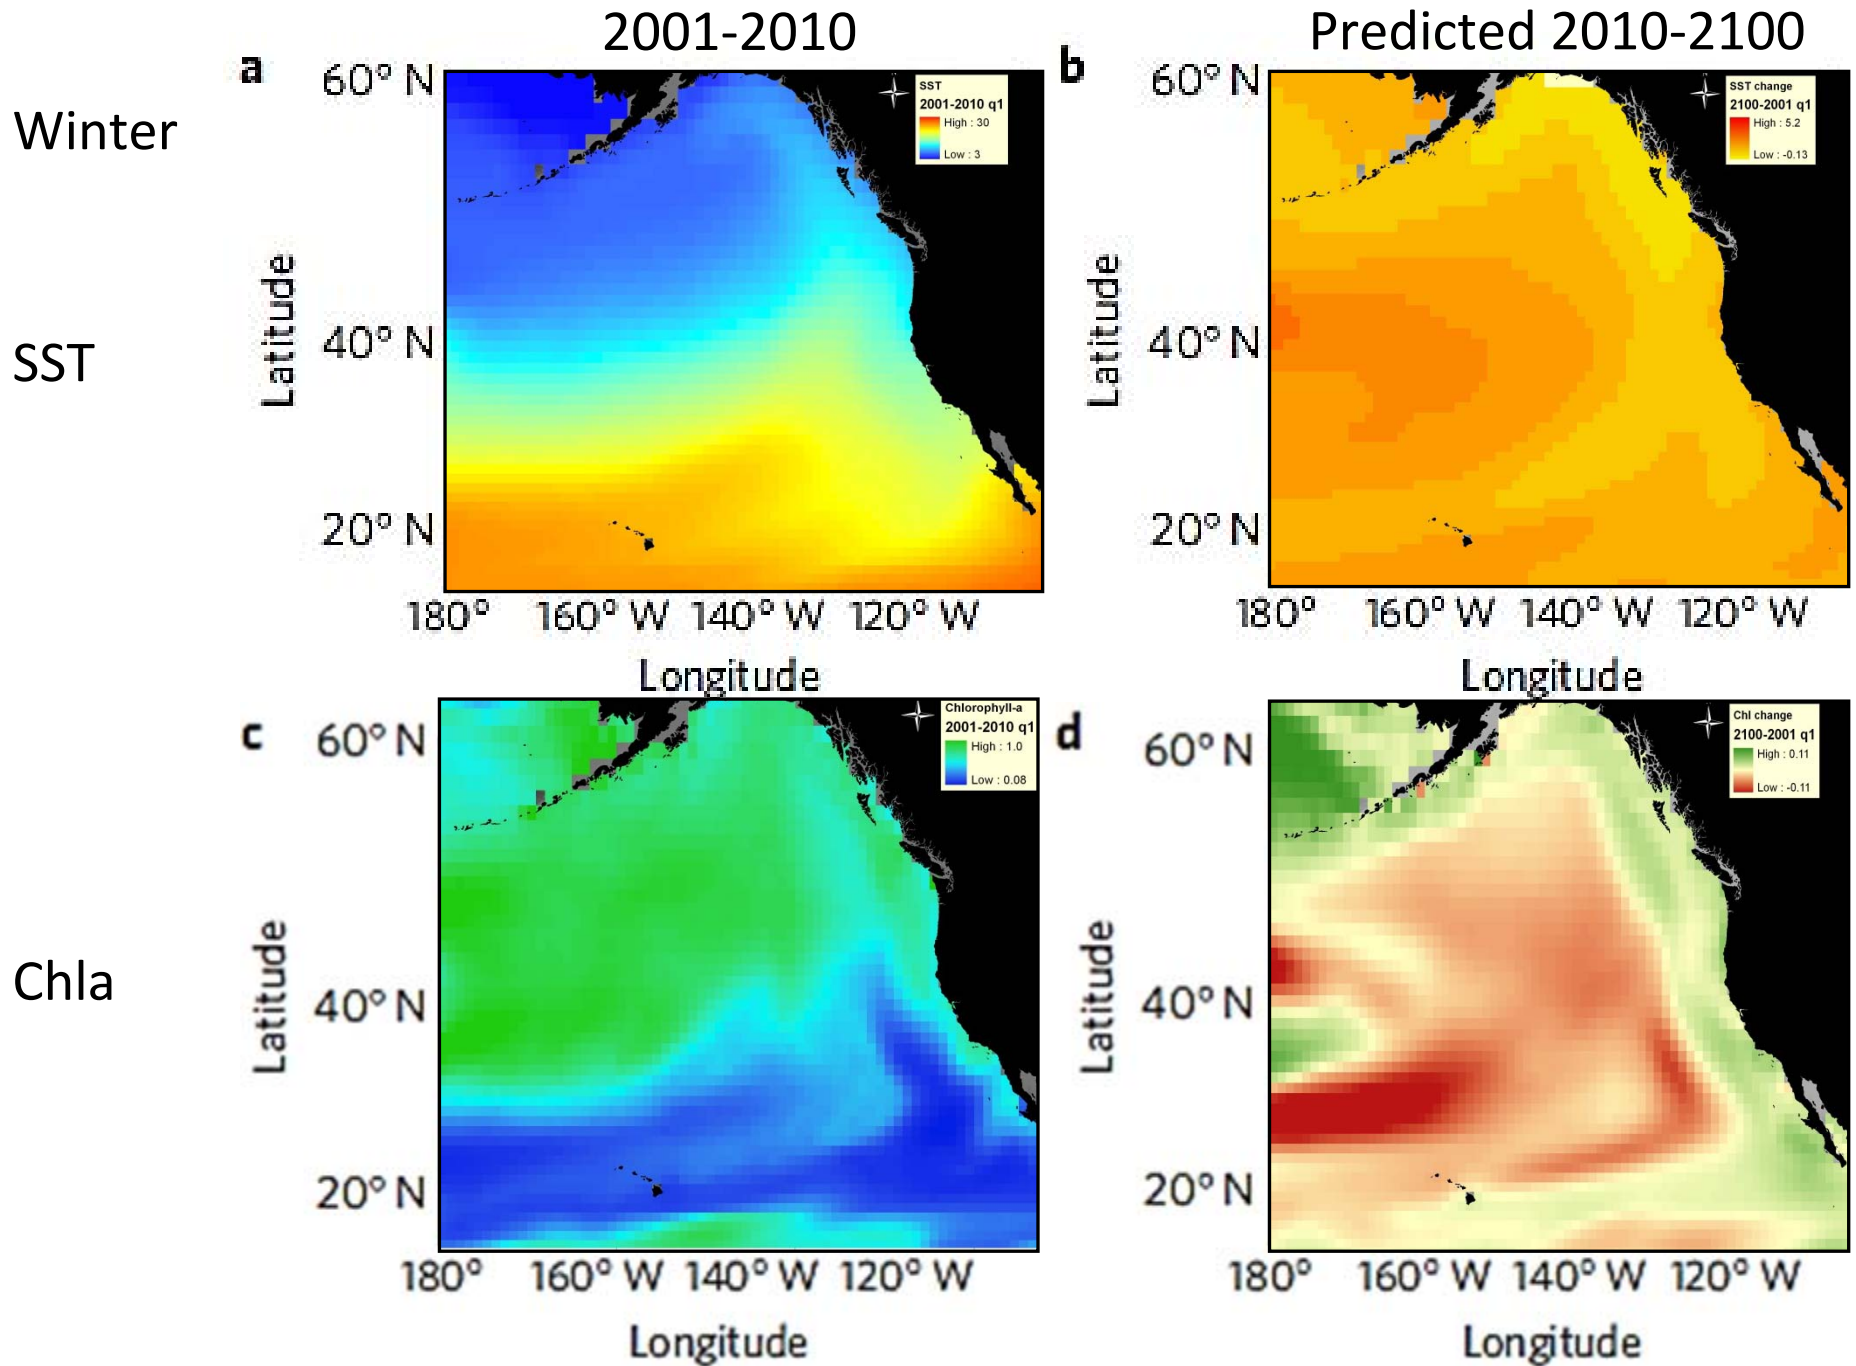 2001-2010
Predicted 2010-2100
Winter
SST
Chla
a
60° N
40° N
20° N
Latitude
180°
160° W
140° W
120° W
Longitude
SST
2001-2010 q1
High : 30
Low : 3
b
60° N
40° N
20° N
Latitude
180°
160° W
140° W
120° W
Longitude
SST change
2100-2001 q1
High : 5.2
Low : -0.13
c
60° N
40° N
20° N
Latitude
180°
160° W
140° W
120° W
Longitude
Chlorophyll-a
2001-2010 q1
High : 1.0
Low : 0.08
d
60° N
40° N
20° N
Latitude
180°
160° W
140° W
120° W
Longitude
Chl change
2100-2001 q1
High : 0.11
Low : -0.11